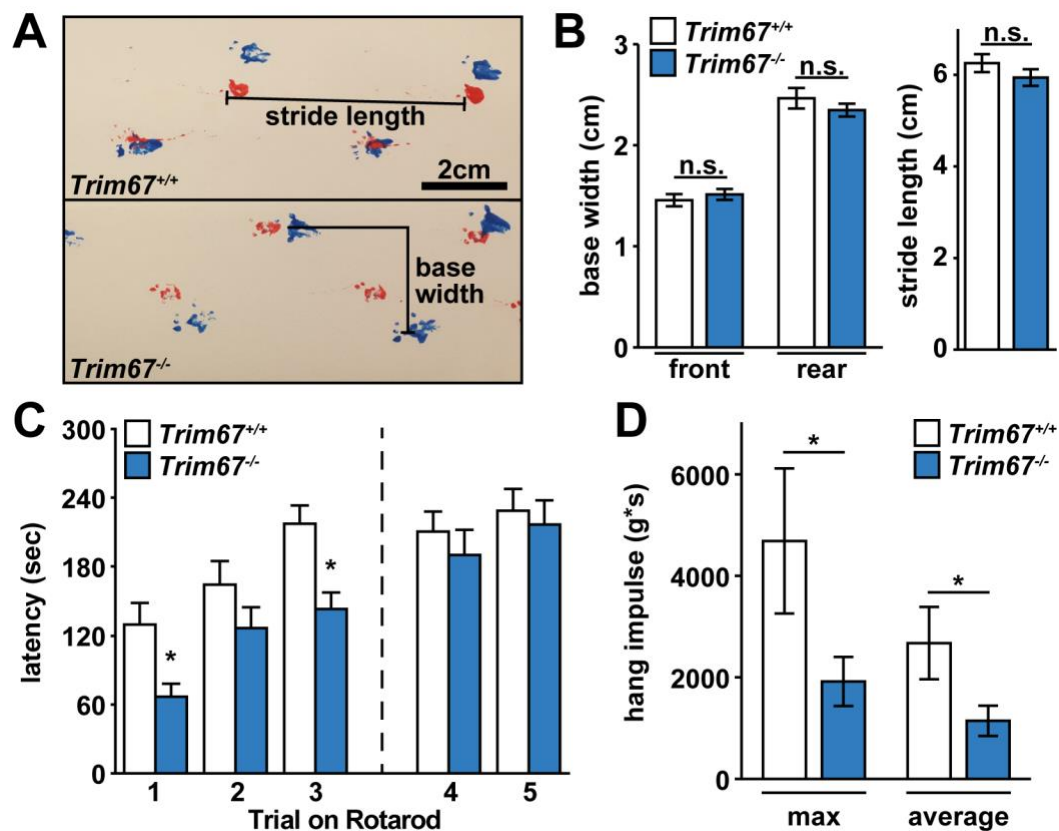 A
stride length
2cm
Trim67+/+
base
width
Trim67-/-
B
Trim67+/+
Trim67-/-
3
2
1
0
base width (cm)
n.s.
n.s.
front
rear
n.s.
6
4
2
0
stride length (cm)
C
Trim67+/+
Trim67-/-
300
240
180
120
60
0
latency (sec)
*
*
1 2 3 4 5
Trial on Rotarod
D
Trim67+/+
Trim67-/-
6000
4000
2000
0
hang impulse (g*s)
*
*
max
average